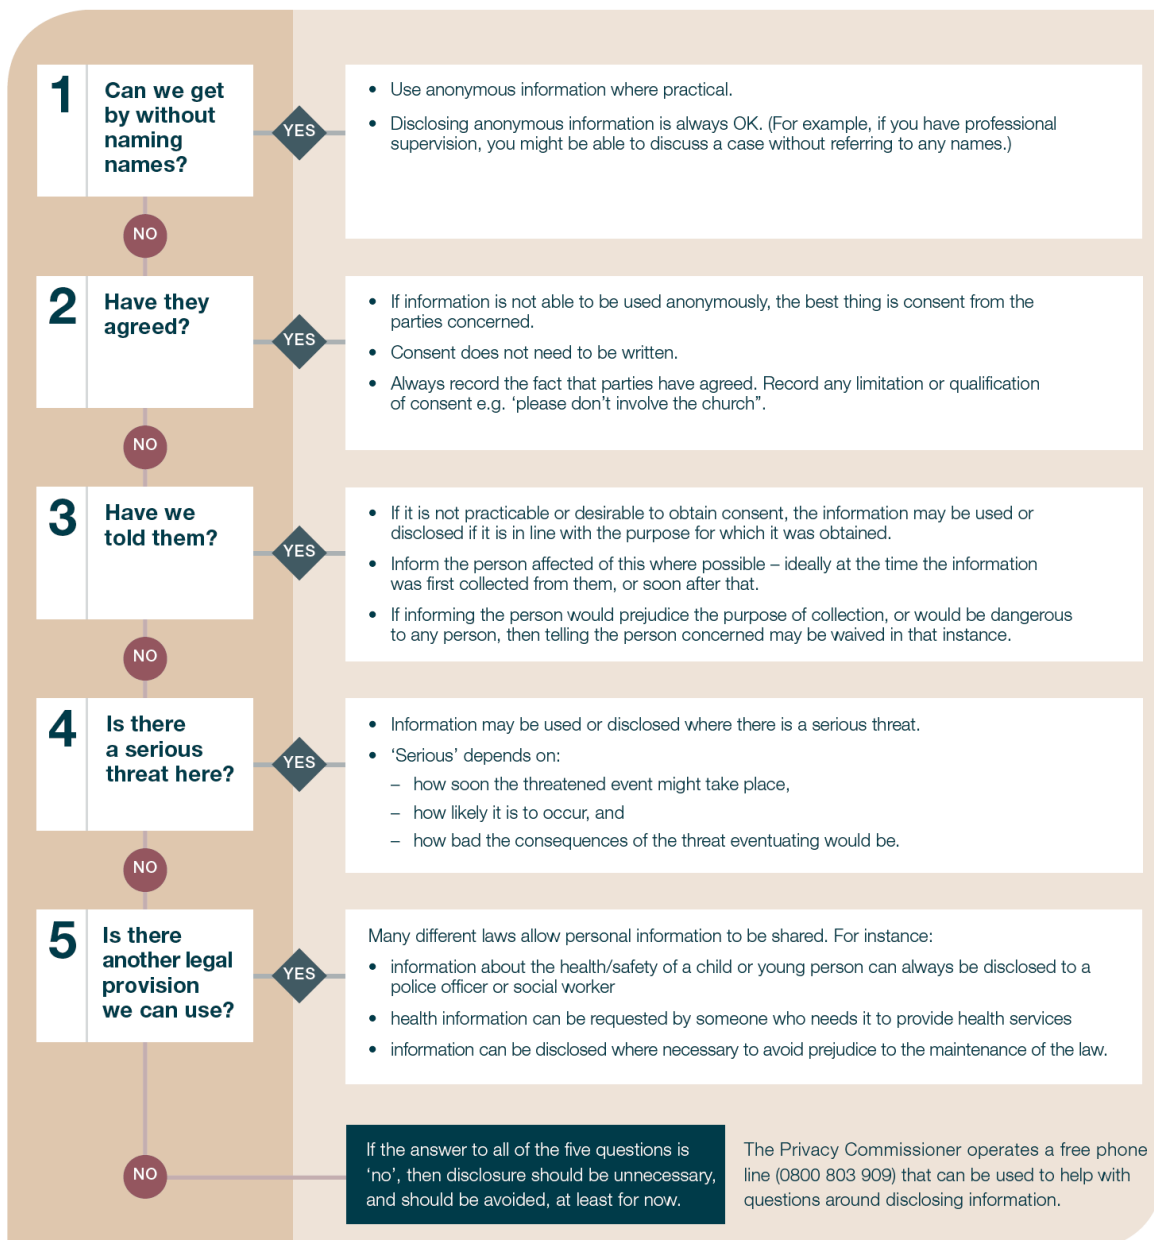 1
Can we get
by without
naming
names?
YES
• Use anonymous information where practical.
• Disclosing anonymous information is always OK. (For example, if you have professional
supervision, you might be able to discuss a case without referring to any names.)
NO
2
Have they
agreed?
YES
• If information is not able to be used anonymously, the best thing is consent from the
parties concerned.
• Consent does not need to be written.
• Always record the fact that parties have agreed. Record any limitation or qualification
of consent e.g. ‘please don’t involve the church”.
NO
3
Have we
told them?
YES
• If it is not practicable or desirable to obtain consent, the information may be used or
disclosed if it is in line with the purpose for which it was obtained.
• Inform the person affected of this where possible – ideally at the time the information
was first collected from them, or soon after that.
• If informing the person would prejudice the purpose of collection, or would be dangerous
to any person, then telling the person concerned may be waived in that instance.
NO
4
Is there
a serious
threat here?
YES
• Information may be used or disclosed where there is a serious threat.
• ‘Serious’ depends on:
– how soon the threatened event might take place,
– how likely it is to occur, and
– how bad the consequences of the threat eventuating would be.
NO
5
Is there
another legal
provision
we can use?
YES
Many different laws allow personal information to be shared. For instance:
• information about the health/safety of a child or young person can always be disclosed to a
police officer or social worker
• health information can be requested by someone who needs it to provide health services
• information can be disclosed where necessary to avoid prejudice to the maintenance of the law.
NO
If the answer to all of the five questions is
‘no’, then disclosure should be unnecessary,
and should be avoided, at least for now.
The Privacy Commissioner operates a free phone
line (0800 803 909) that can be used to help with
questions around disclosing information.